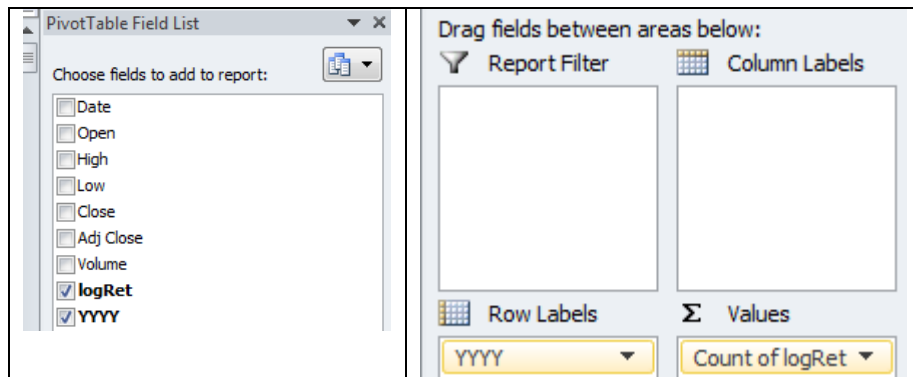 PivotTable Field List
Choose fields to add to report:
Date
Open
High
Low
Close
Adj Close
Volume
logRet
YYYY
Drag fields between areas below:
Report Filter
Column Labels
Row Labels
Σ Values
YYYY
Count of logRet